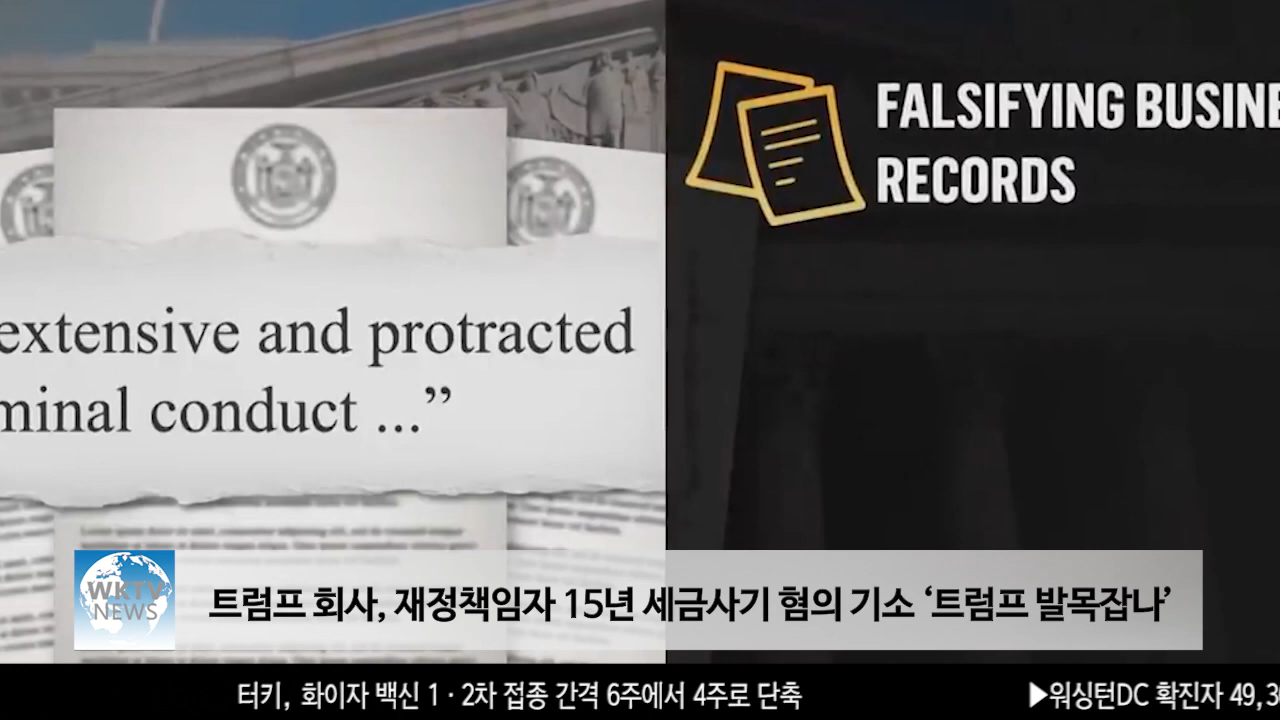 FALSIFYING BUSINE
RECORDS
extensive and protracted
minal conduct ...”
WKTV
NEWS
트럼프 회사, 재정책임자 15년 세금사기 혐의 기소 ‘트럼프 발목잡나’
터키, 화이자 백신 1·2차 접종 간격 6주에서 4주로 단축
▶워싱턴DC 확진자 49,3